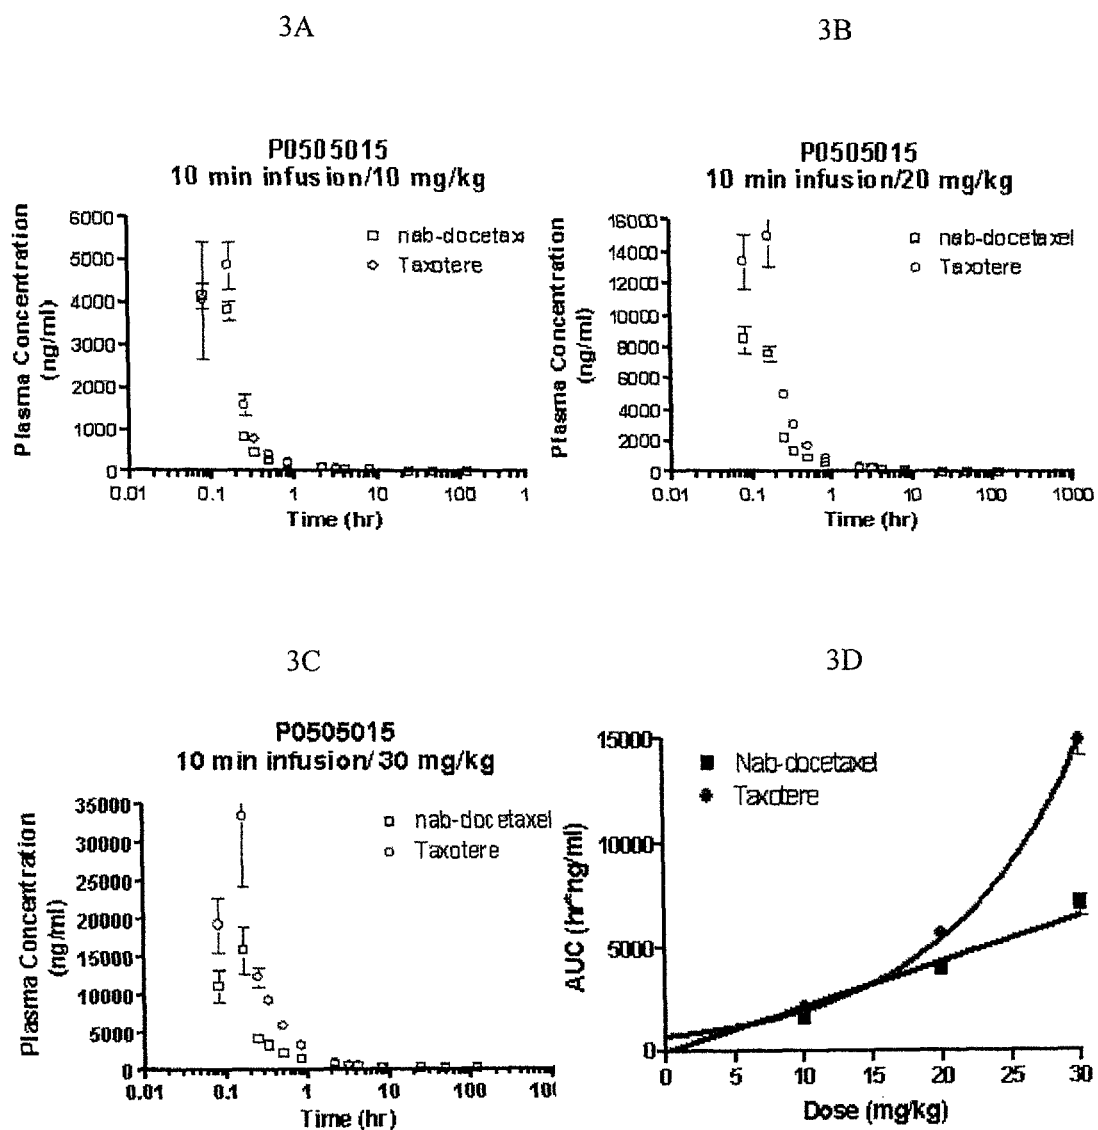 3A
3B
P0505015
10 min infusion/10 mg/kg
Plasma Concentration
(ng/ml)
6000
5000
4000
3000
2000
1000
0
nab-docetax
Taxotere
0.01
0.1
1
10
100
1
Time (hr)
P0505015
10 min infusion/20 mg/kg
Plasma Concentration
(ng/ml)
16000
14000
12000
10000
8000
6000
4000
2000
0
nab-docetaxel
Taxotere
0.01
0.1
1
10
100
1000
Time (hr)
3C
3D
P0505015
10 min infusion/30 mg/kg
Plasma Concentration
(ng/ml)
35000
30000
25000
20000
15000
10000
5000
0
nab-docetaxel
Taxotere
0.01
0.1
1
10
100
100
Time (hr)
AUC (hr*ng/ml)
15000
10000
5000
0
Nab-docetaxel
Taxotere
0
5
10
15
20
25
30
Dose (mg/kg)